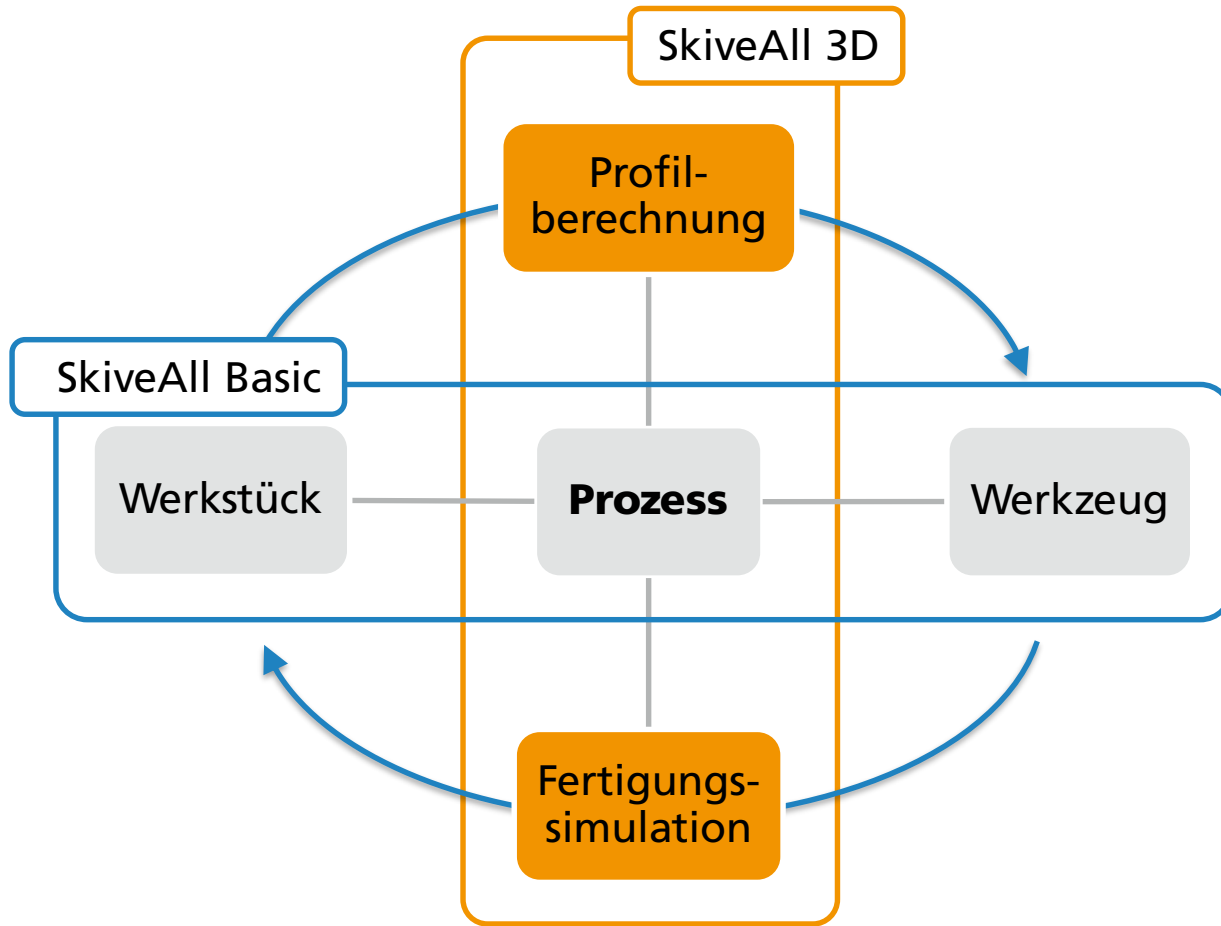 SkiveAll 3D
Profil-
berechnung
SkiveAll Basic
Werkstück
Prozess
Werkzeug
Fertigungs-
simulation